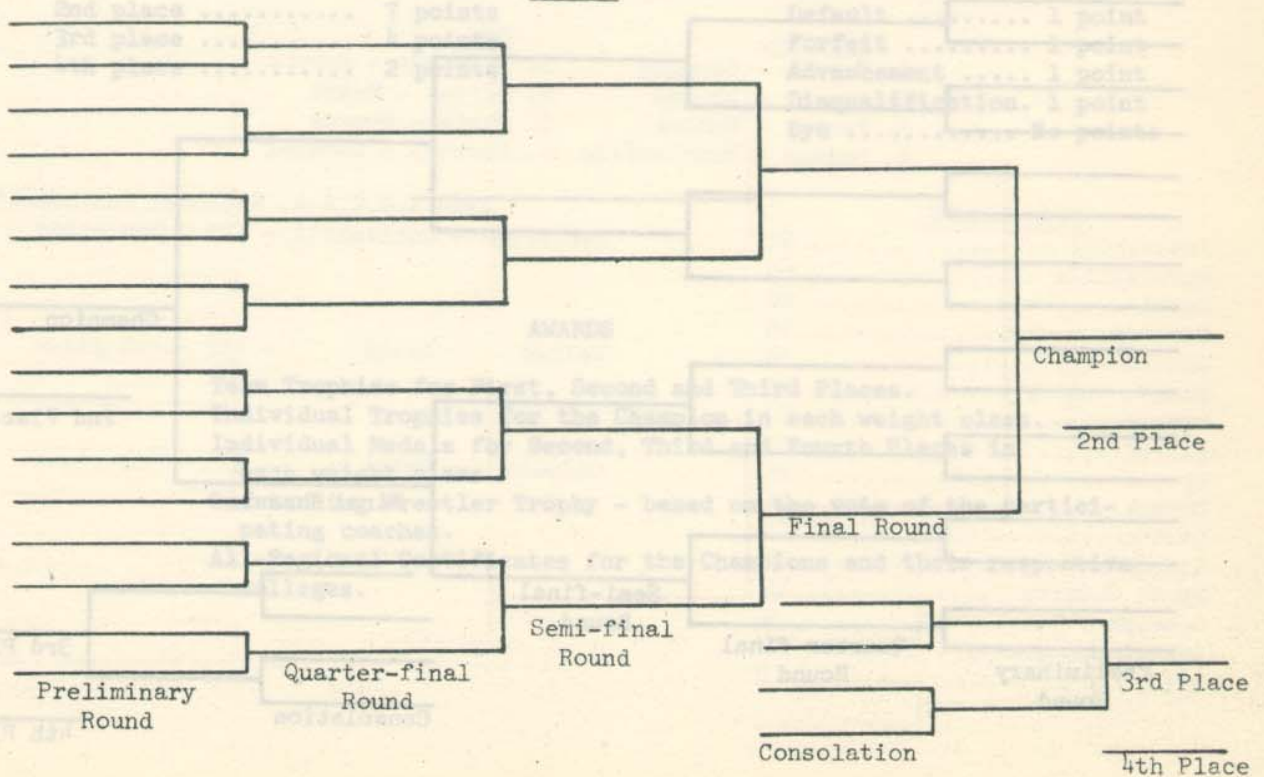 2nd place ........... 7 points
3rd place ........... 4 points
4th place ........... 2 points
Default ......... 1 point
Forfeit ......... 1 point
Advancement ..... 1 point
Disqualification. 1 point
Bye ............ No points
AWARDS
Team Trophies for First, Second and Third Places.
Individual Trophies for the Champion in each weight class.
Individual Medals for Second, Third and Fourth Places in
each weight class.
Outstanding Wrestler Trophy - based on the vote of the partici-
pating coaches.
Certificates for the Champions and their respective
colleges.
Champion
2nd Place
Final Round
Semi-final
Round
Quarter-final
Round
Preliminary
Round
3rd Place
Consolation
4th Place